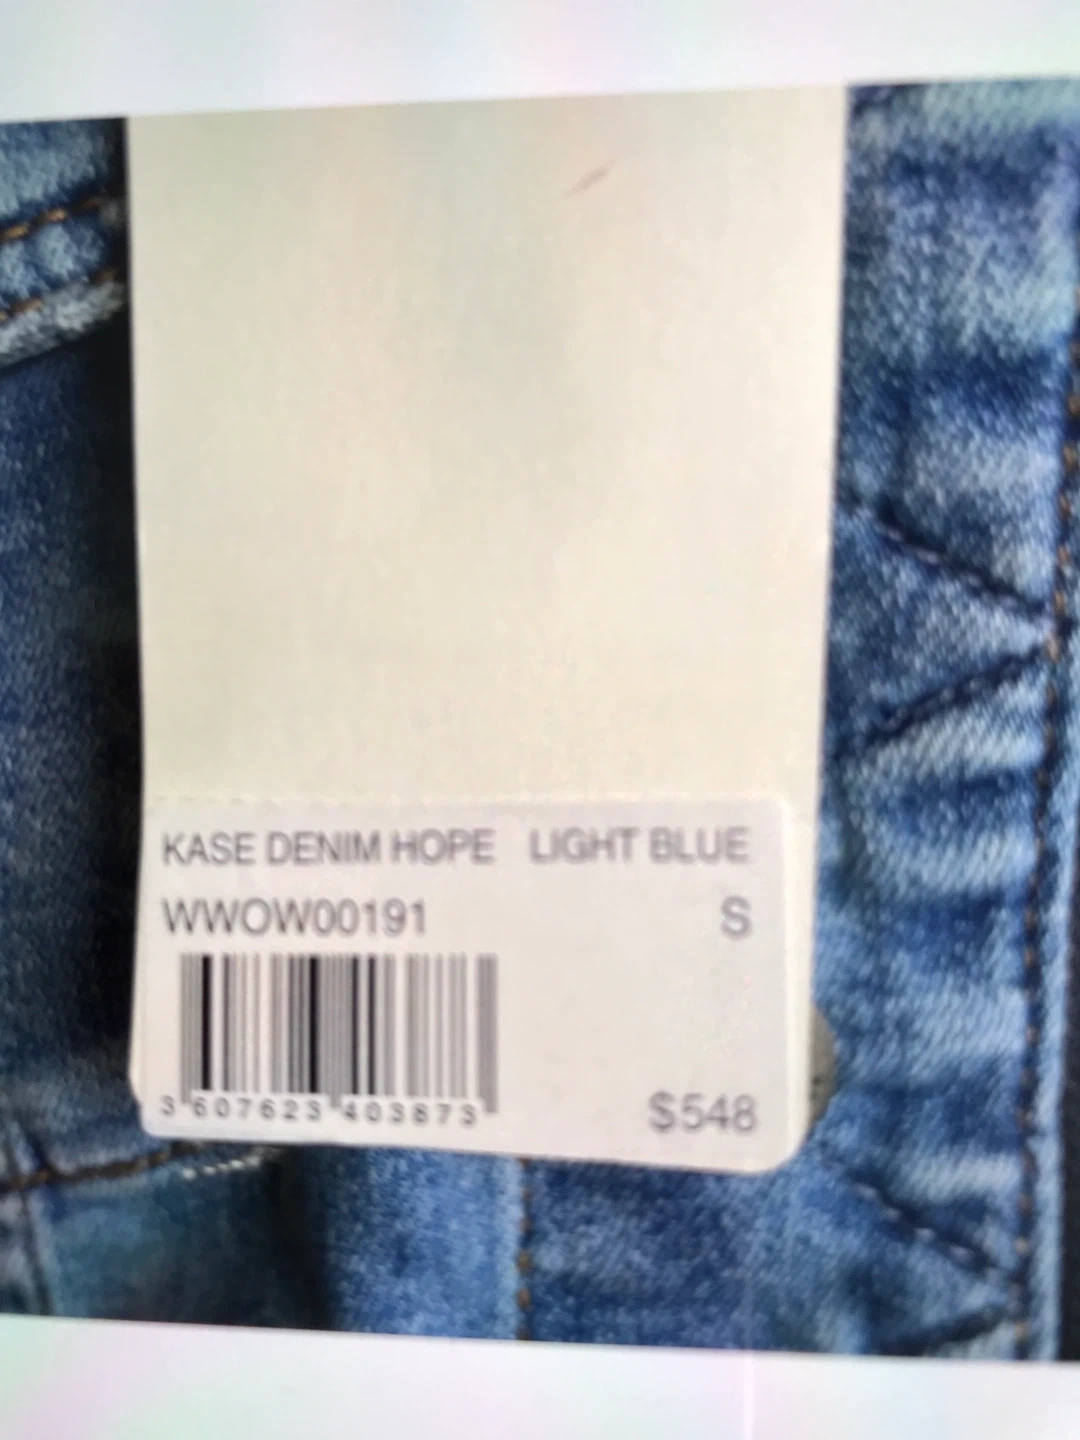 KASE DENIM HOPE LIGHT BLUE
WWOW00191 S
3 607623 403873
$548